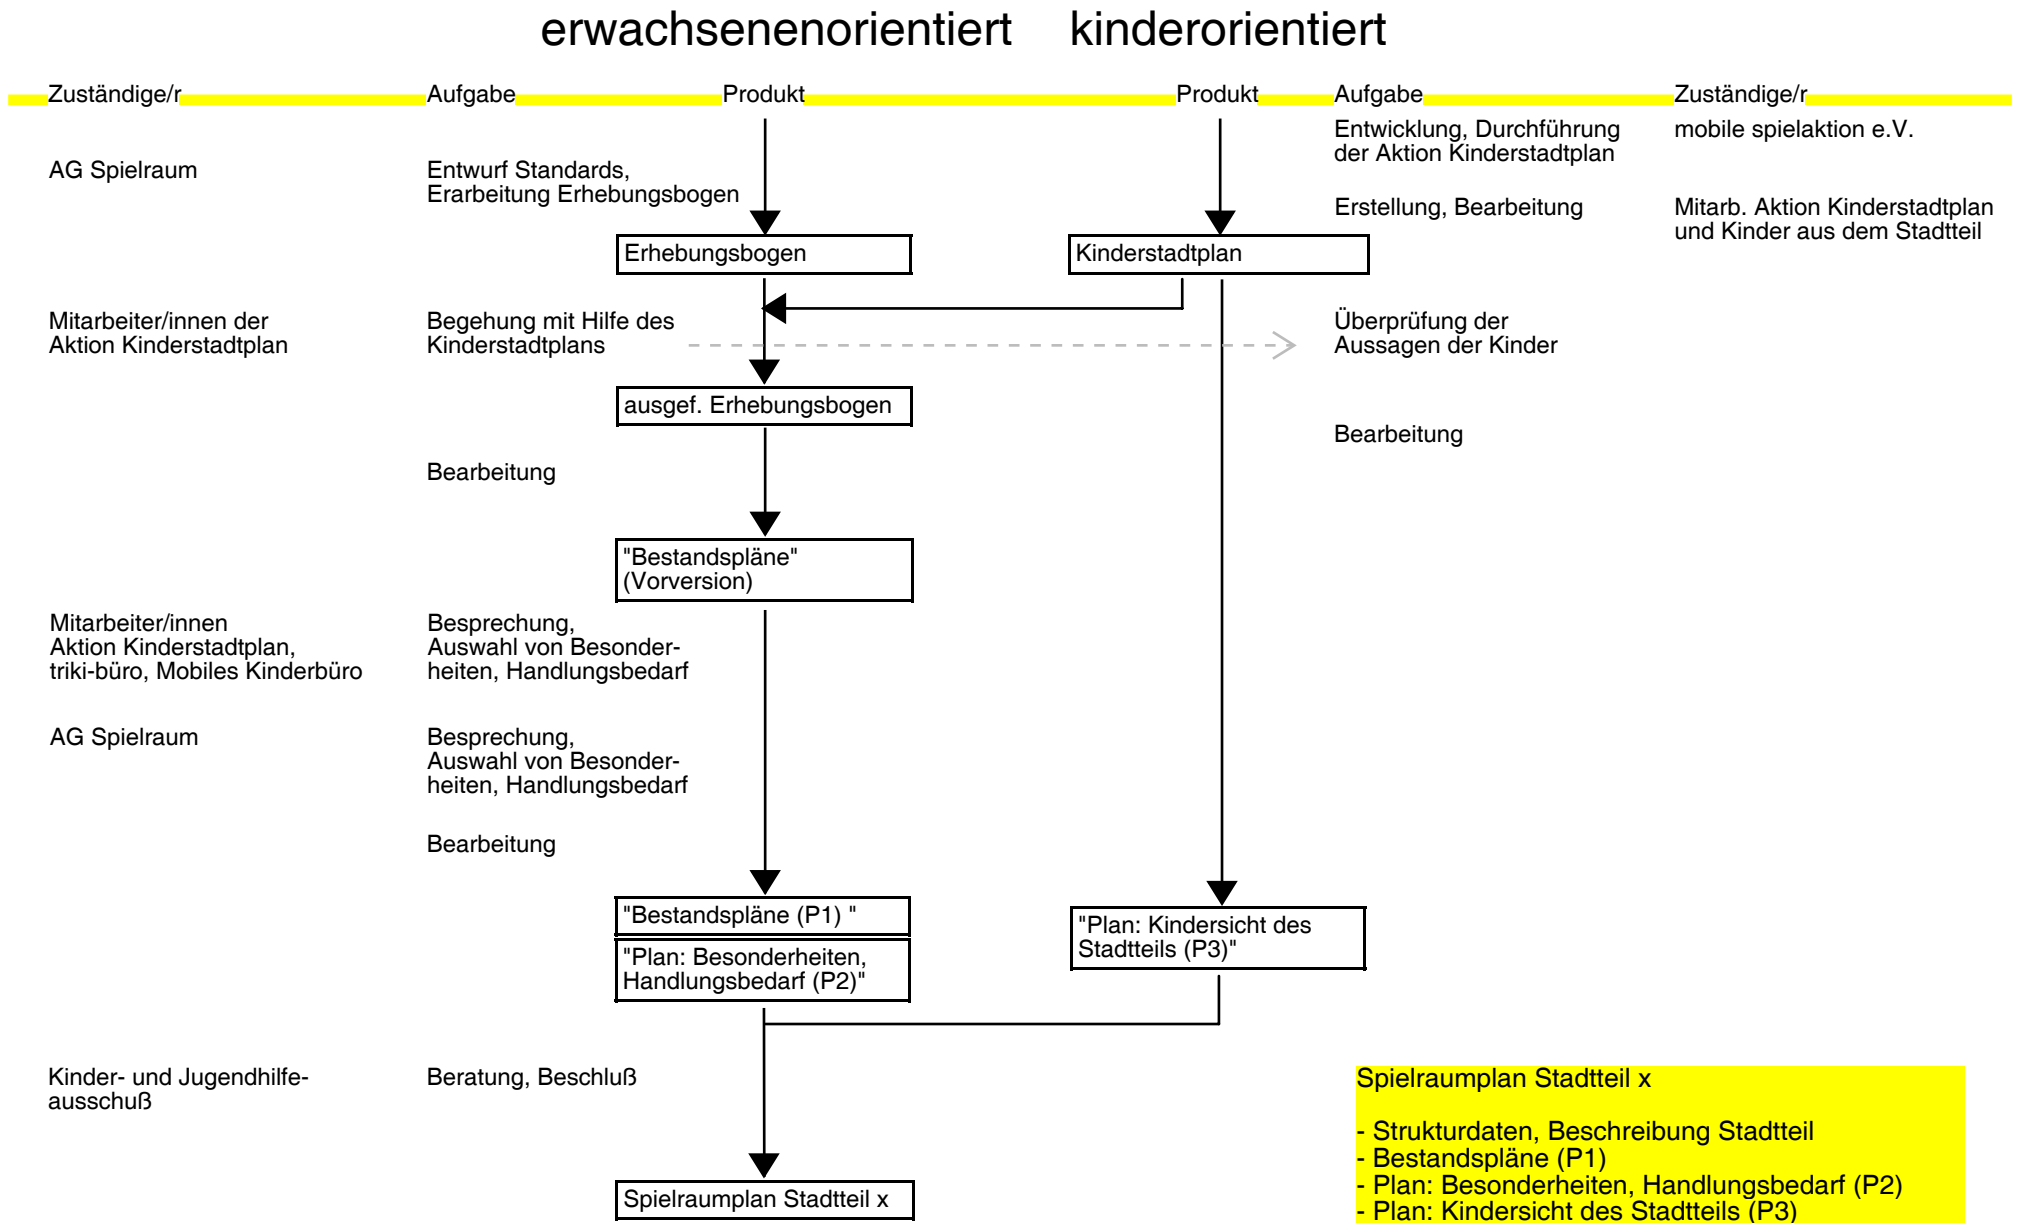 erwachsenenorientiert kinderorientiert
Zuständige/r Aufgabe Produkt Produkt Aufgabe Zuständige/r
Entwicklung, Durchführung
der Aktion Kinderstadtplan
mobile spielaktion e.V.
AG Spielraum
Entwurf Standards,
Erarbeitung Erhebungsbogen
Erstellung, Bearbeitung
Mitarb. Aktion Kinderstadtplan
und Kinder aus dem Stadtteil
Erhebungsbogen
Kinderstadtplan
Mitarbeiter/innen der
Aktion Kinderstadtplan
Begehung mit Hilfe des
Kinderstadtplans
Überprüfung der
Aussagen der Kinder
ausgef. Erhebungsbogen
Bearbeitung
Bearbeitung
"Bestandspläne"
(Vorversion)
Mitarbeiter/innen
Aktion Kinderstadtplan,
triki-büro, Mobiles Kinderbüro
Besprechung,
Auswahl von Besonder-
heiten, Handlungsbedarf
AG Spielraum
Besprechung,
Auswahl von Besonder-
heiten, Handlungsbedarf
Bearbeitung
"Bestandspläne (P1) "
"Plan: Besonderheiten,
Handlungsbedarf (P2)"
"Plan: Kindersicht des
Stadtteils (P3)"
Kinder- und Jugendhilfe-
ausschuß
Beratung, Beschluß
Spielraumplan Stadtteil x
Spielraumplan Stadtteil x
- Strukturdaten, Beschreibung Stadtteil
- Bestandspläne (P1)
- Plan: Besonderheiten, Handlungsbedarf (P2)
- Plan: Kindersicht des Stadtteils (P3)